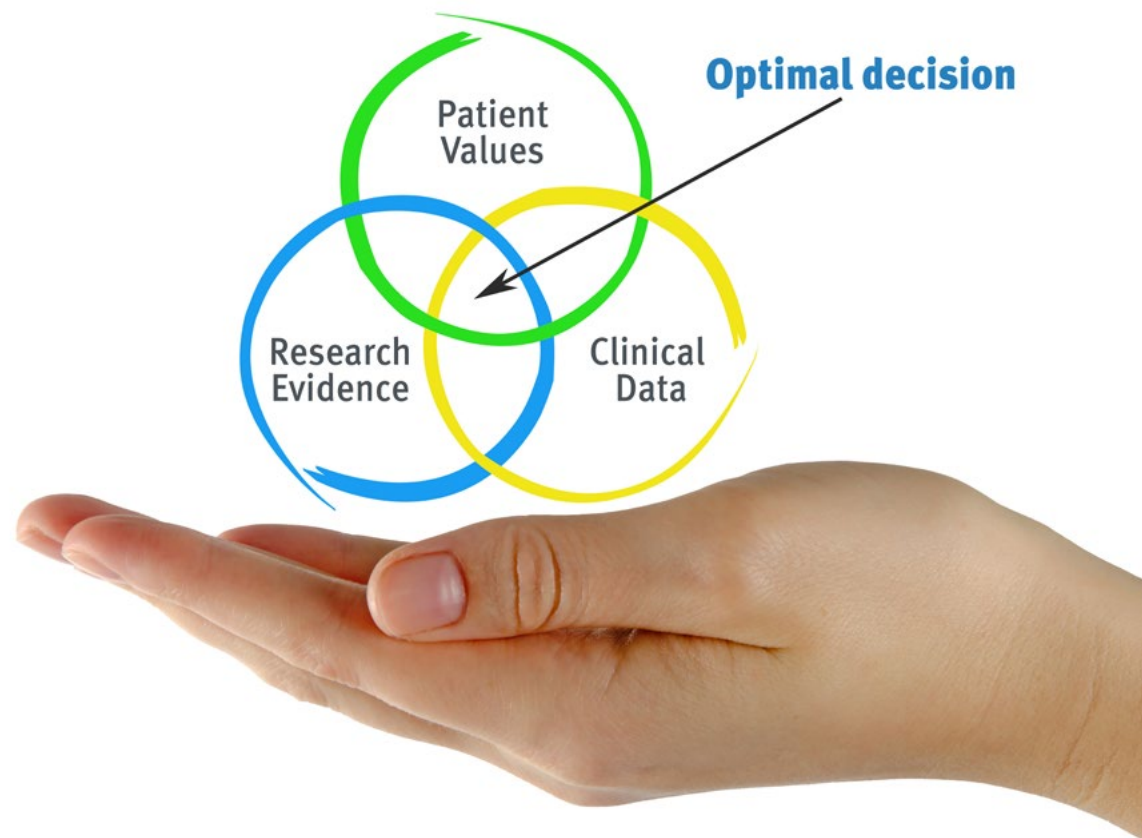 Optimal decision
Patient
Values
Research
Evidence
Clinical
Data